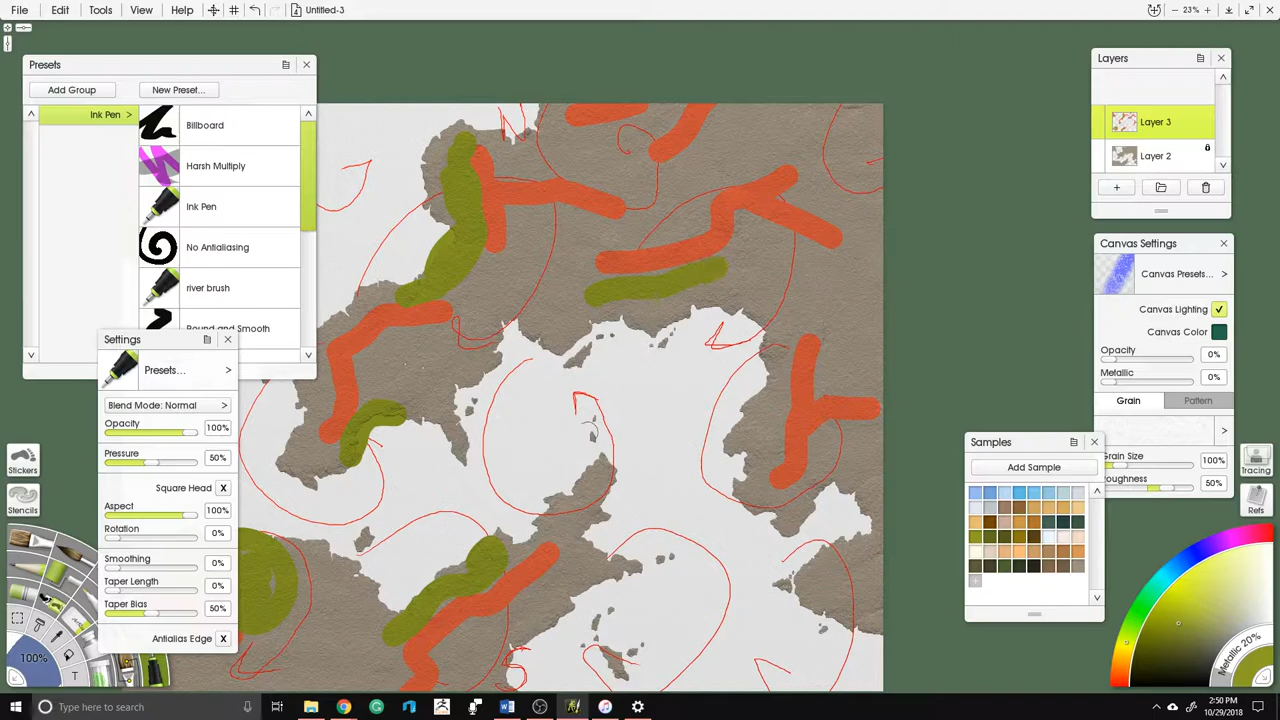 File Edit Tools View Help Untitled-3 23%
Presets
Add Group New Preset...
Ink Pen > Billboard
Harsh Multiply
Ink Pen
No Antialiasing
river brush
Round and Smooth
Settings
Presets... >
Blend Mode: Normal >
Opacity 100%
Pressure 50%
Square Head X
Aspect 100%
Rotation 0%
Smoothing 0%
Taper Length 0%
Taper Bias 50%
Antialias Edge X
Stickers
Stencils
100%
T
N
S
Layers
Layer 3
Layer 2
Canvas Settings
Canvas Presets... >
Canvas Lighting
Canvas Color
Opacity 0%
Metallic 0%
Grain Pattern
Grain Size 100%
Roughness 50%
Samples
Add Sample
Tracing
Refs
Metallic 20%
Type here to search
2:50 PM
10/29/2018